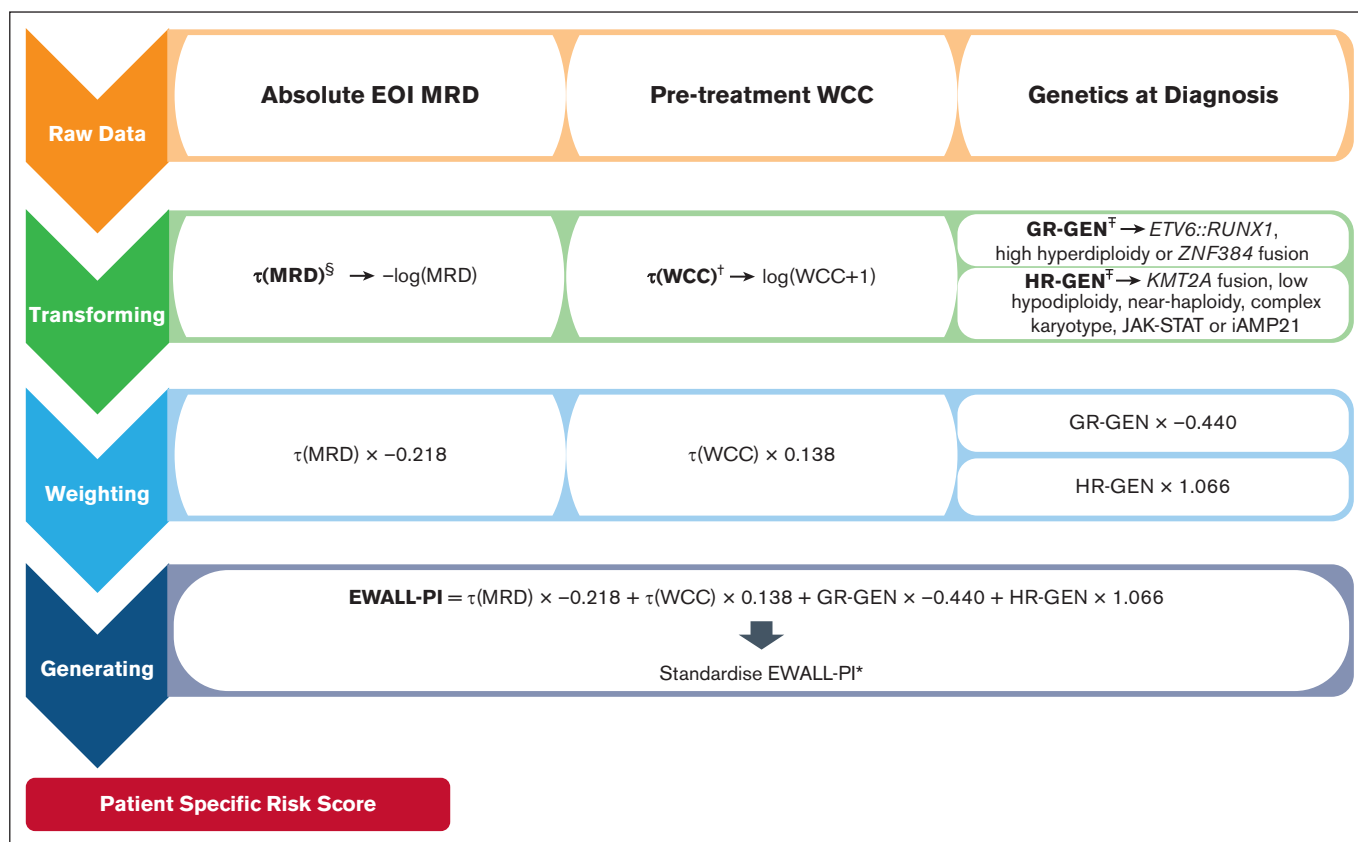 Raw Data
Absolute EOI MRD
Pre-treatment WCC
Genetics at Diagnosis
Transforming
τ(MRD)§ → −log(MRD)
τ(WCC)† → log(WCC+1)
GR-GEN‡ → ETV6::RUNX1,
high hyperdiploidy or ZNF384 fusion
HR-GEN‡ → KMT2A fusion, low
hypodiploidy, near-haploidy, complex
karyotype, JAK-STAT or iAMP21
Weighting
τ(MRD) × −0.218
τ(WCC) × 0.138
GR-GEN × −0.440
HR-GEN × 1.066
Generating
EWALL-PI = τ(MRD) × −0.218 + τ(WCC) × 0.138 + GR-GEN × −0.440 + HR-GEN × 1.066
Standardise EWALL-PI*
Patient Specific Risk Score